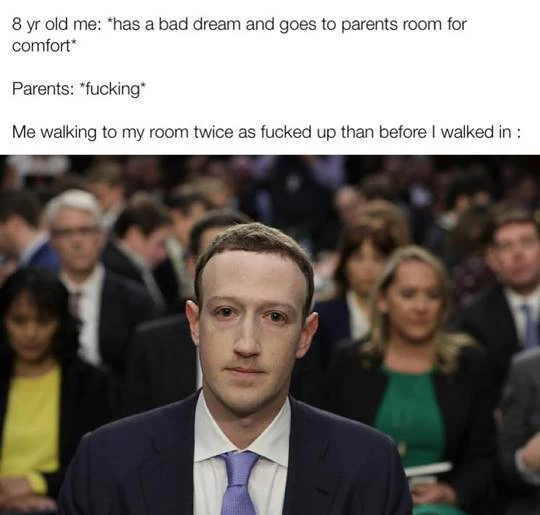 8 yr old me: *has a bad dream and goes to parents room for
comfort*
Parents: *fucking*
Me walking to my room twice as fucked up than before I walked in :